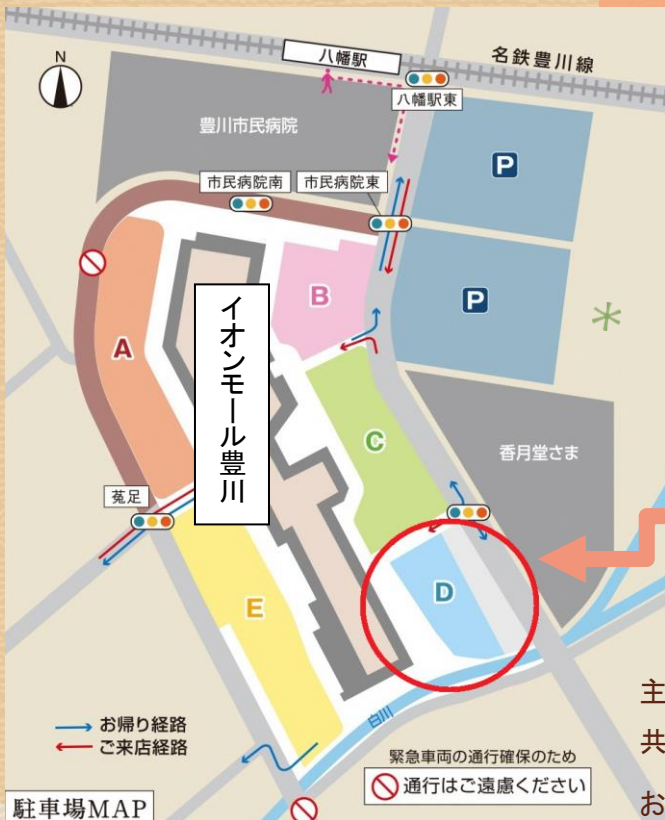 N
八幡駅
名鉄豊川線
八幡駅東
豊川市民病院
P
市民病院南
市民病院東
B
P
A
イオンモール豊川
C
香月堂さま
菟足
D
E
白川
お帰り経路
ご来店経路
緊急車両の通行確保のため
通行はご遠慮ください
駐車場MAP
主
共
お